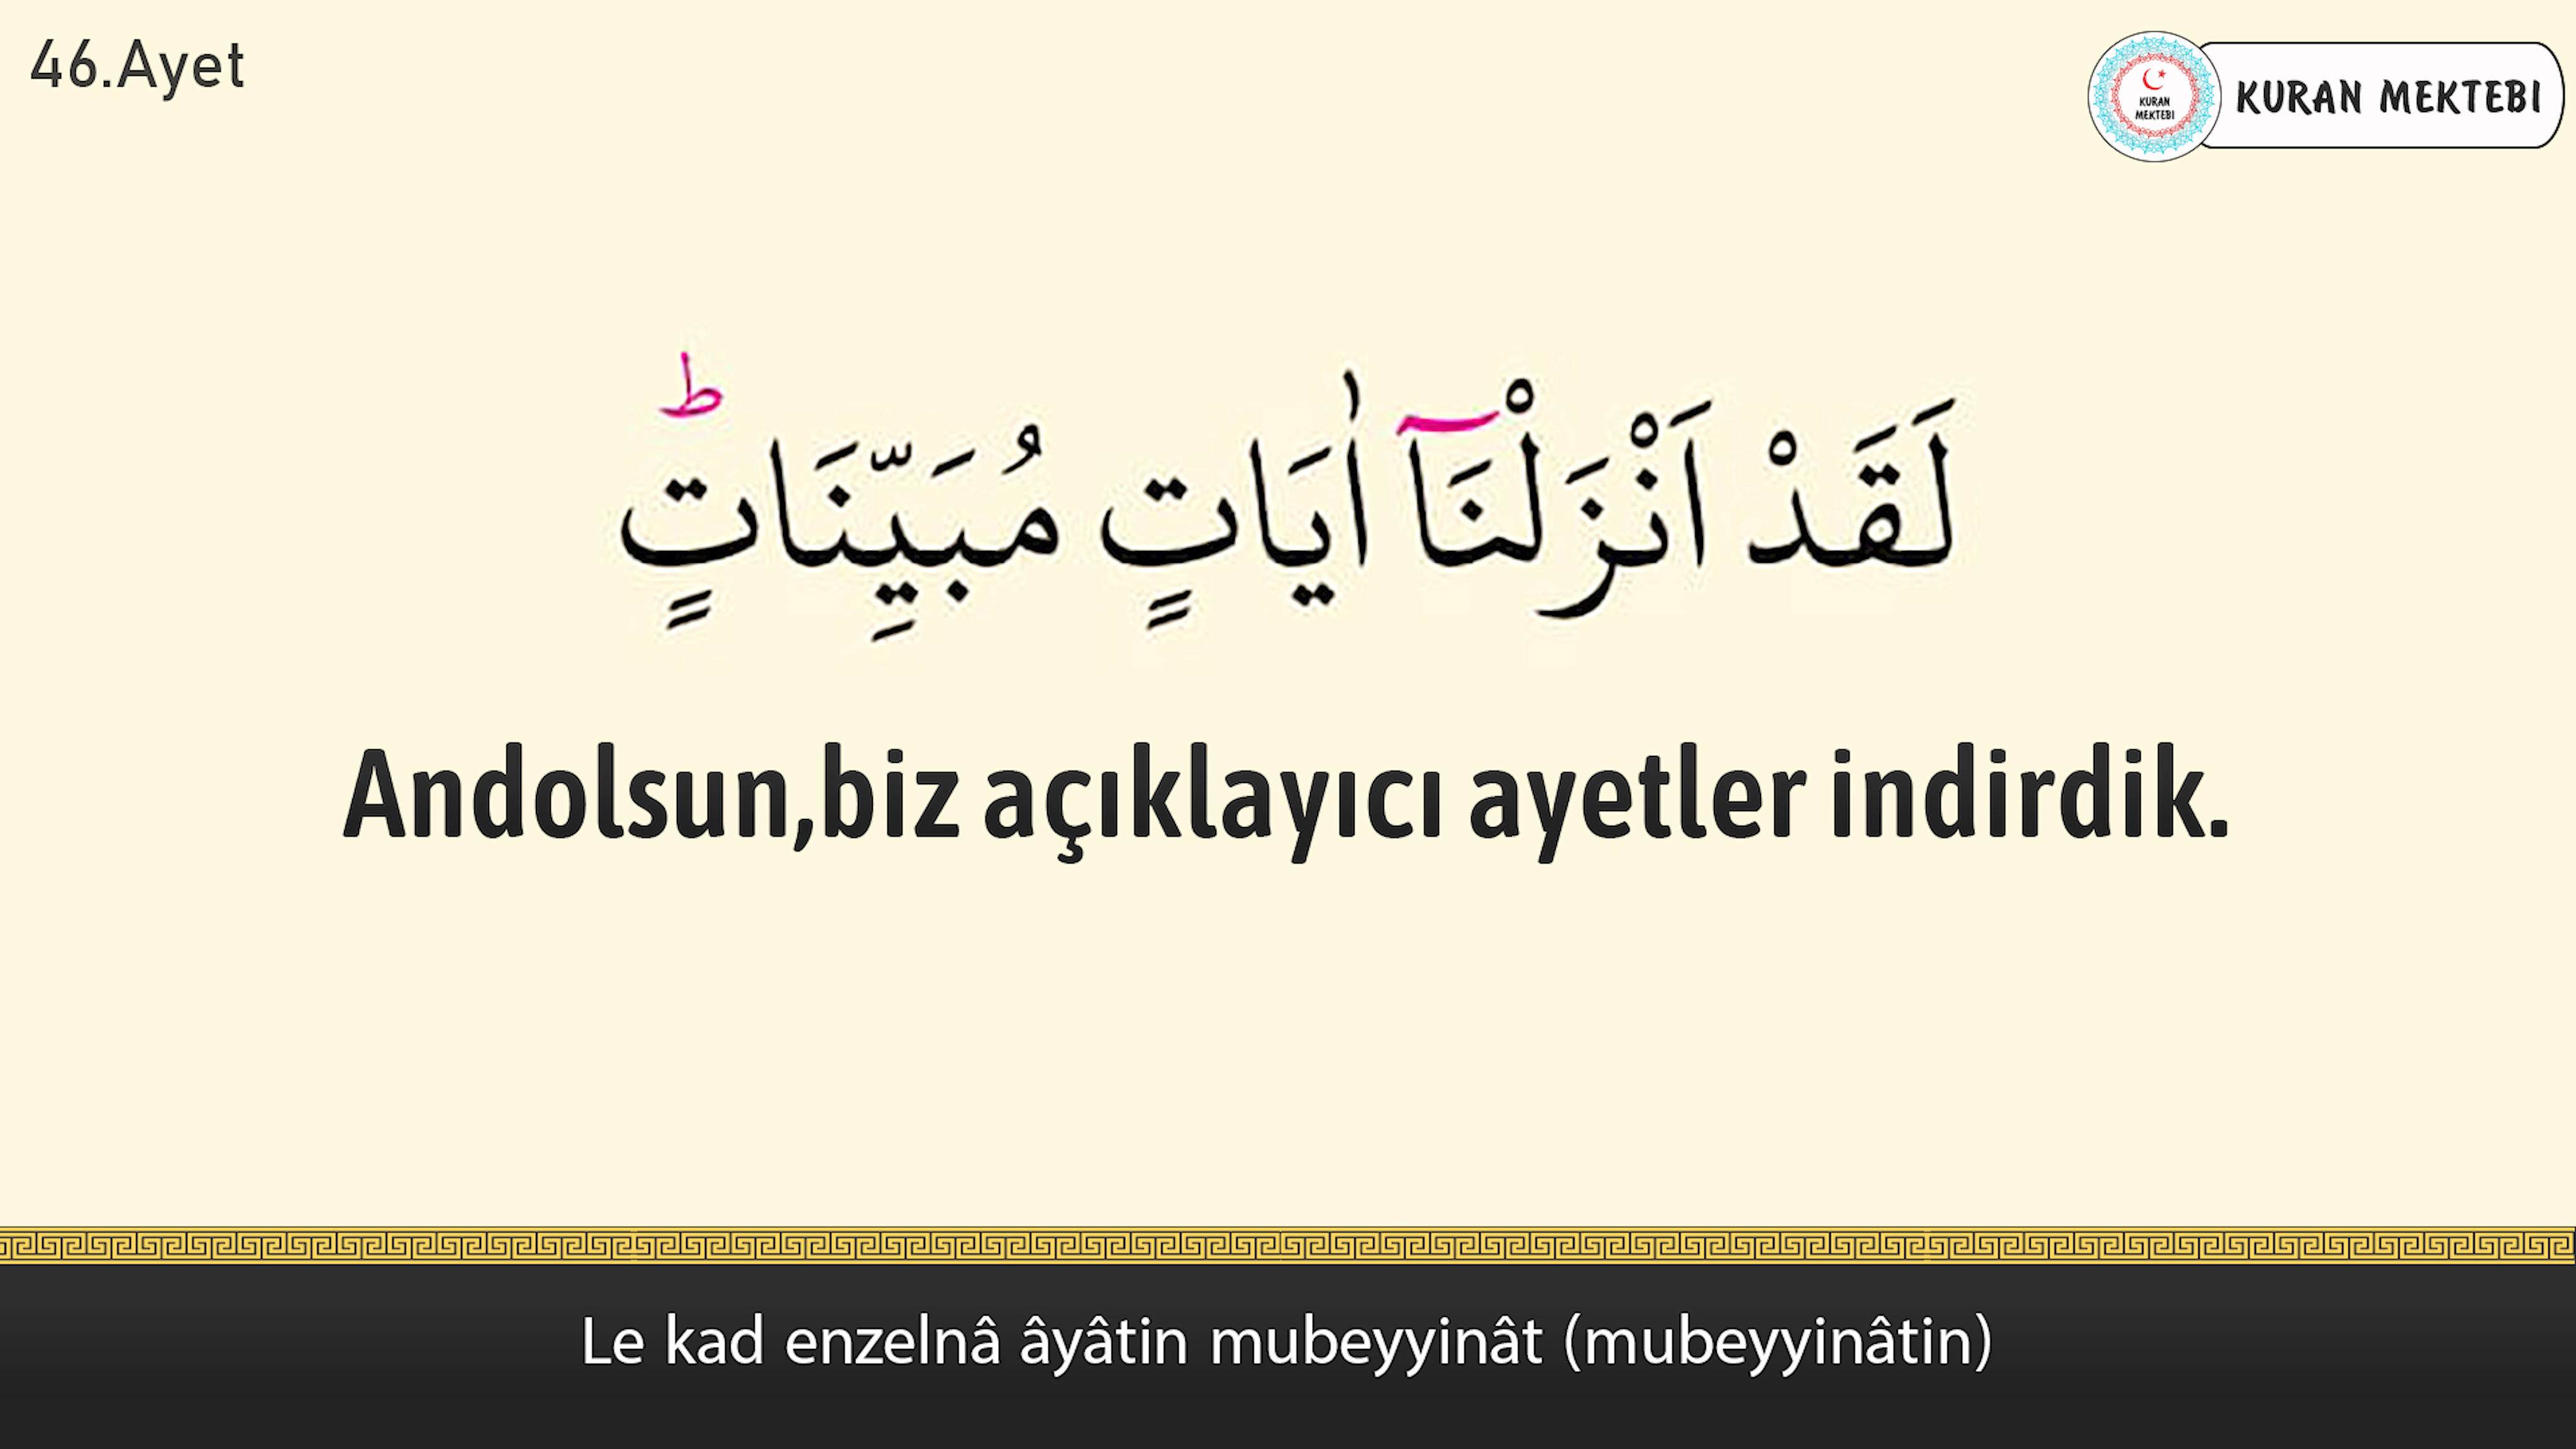 46.Ayet
KURAN
MEKTEBI
KURAN MEKTEBI
لَقَدْ اَنْزَلْنَٓا اٰيَاتٍ مُبَيِّنَاتٍۜ
Andolsun,biz açıklayıcı ayetler indirdik.
Le kad enzelnâ âyâtin mubeyyinât (mubeyyinâtin)